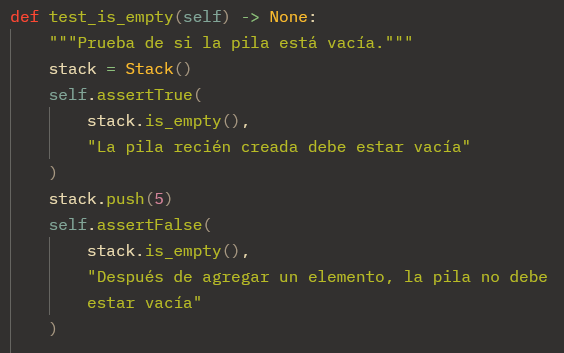 def test_is_empty(self) -> None:
    """Prueba de si la pila está vacía."""
    stack = Stack()
    self.assertTrue(
        stack.is_empty(),
        "La pila recién creada debe estar vacía"
    )
    stack.push(5)
    self.assertFalse(
        stack.is_empty(),
        "Después de agregar un elemento, la pila no debe
        estar vacía"
    )